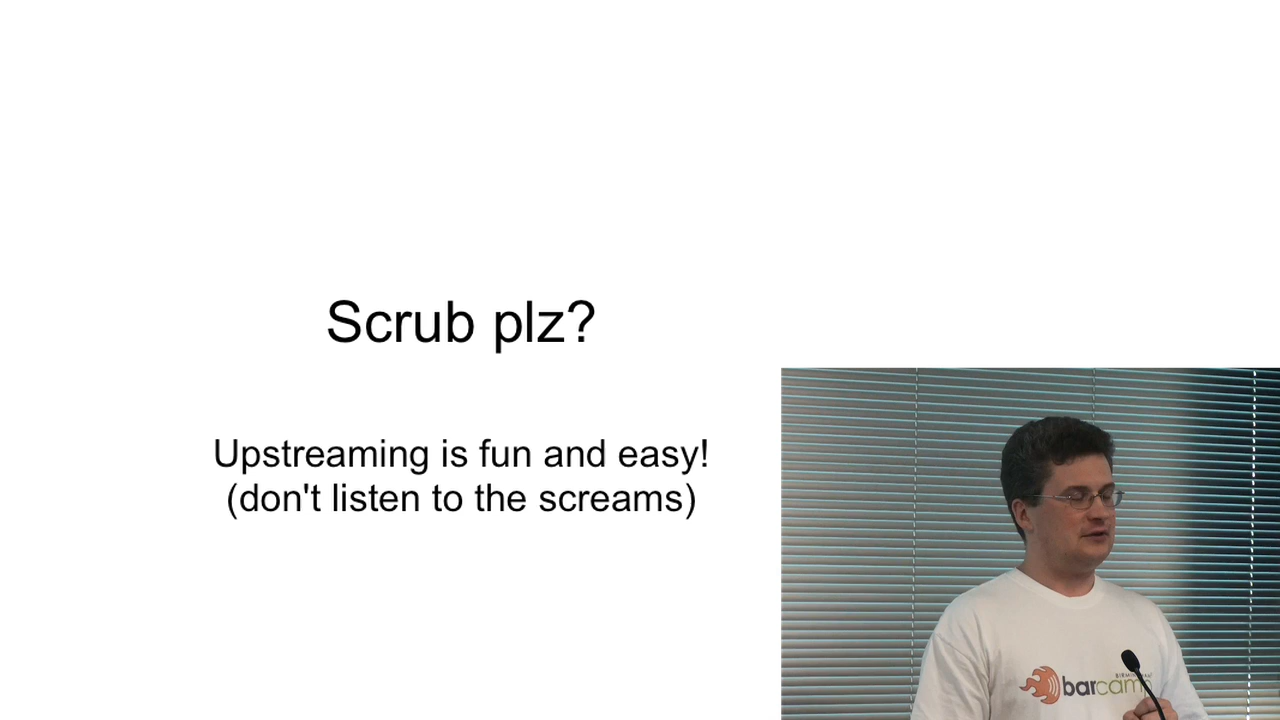 Scrub plz?
Upstreaming is fun and easy!
(don't listen to the screams)
barcamp